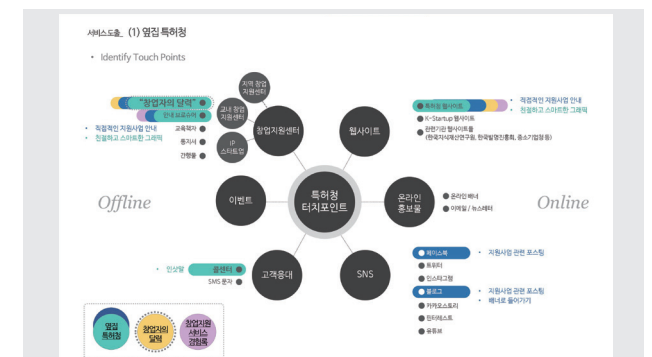 서비스도출_ (1) 옆집 특허청
• Identify Touch Points
지역 창업
지원센터
교내 창업
지원센터
IP
스타트업
창업지원센터
"창업자의 달력"
안내 브로슈어
교육책자
통지서
간행물
• 직접적인 지원사업 안내
• 친절하고 스마트한 그래픽
웹사이트
특허청 웹사이트
K-Startup 웹사이트
관련기관 웹사이트들
(한국지식재산연구원, 한국발명진흥회, 중소기업청 등)
• 직접적인 지원사업 안내
• 친절하고 스마트한 그래픽
Offline
이벤트
특허청
터치포인트
온라인
홍보물
온라인 배너
이메일 / 뉴스레터
Online
• 인삿말
콜센터
SMS 문자
고객응대
SNS
페이스북
• 지원사업 관련 포스팅
트위터
인스타그램
블로그
• 지원사업 관련 포스팅
• 배너로 들어가기
카카오스토리
핀터레스트
유튜브
옆집
특허청
창업자의
달력
창업지원
서비스
경험록